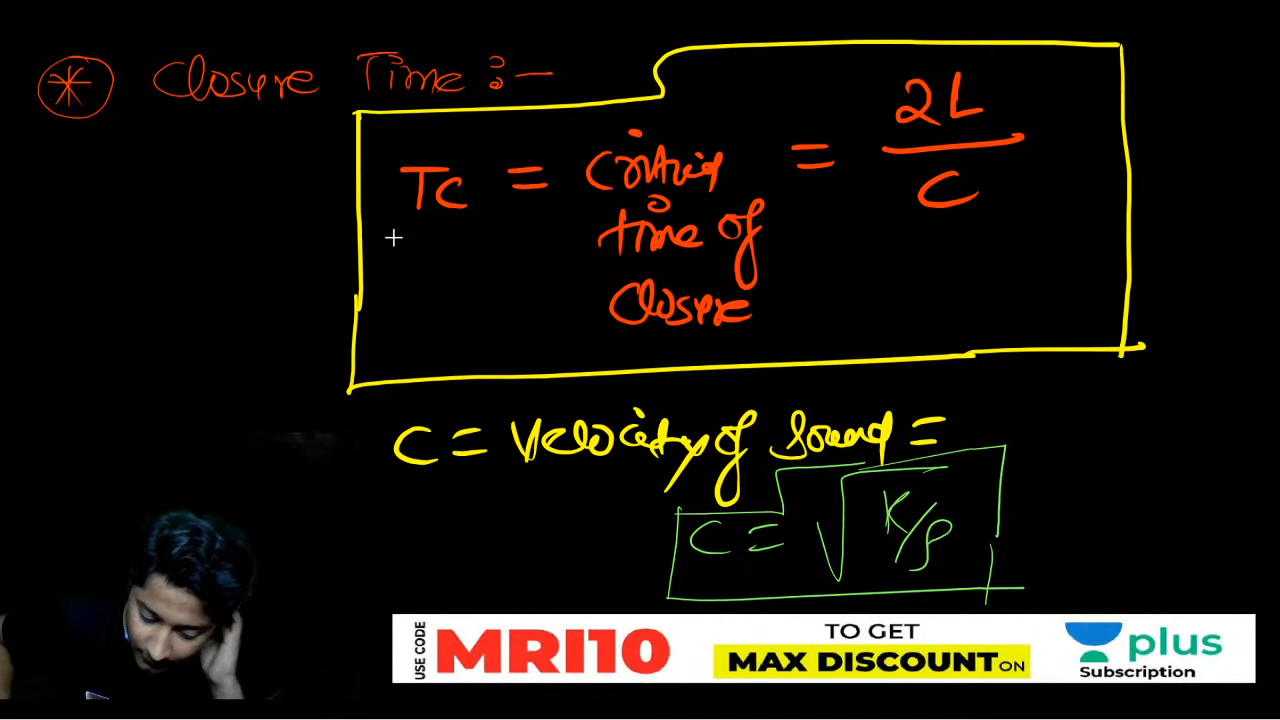 * Closure Time :-
TC = Critical time of Closure = 2L / C
C = Velocity of Sound =
C = √K/ρ
USE CODE
MRI10
TO GET
MAX DISCOUNT ON
plus
Subscription